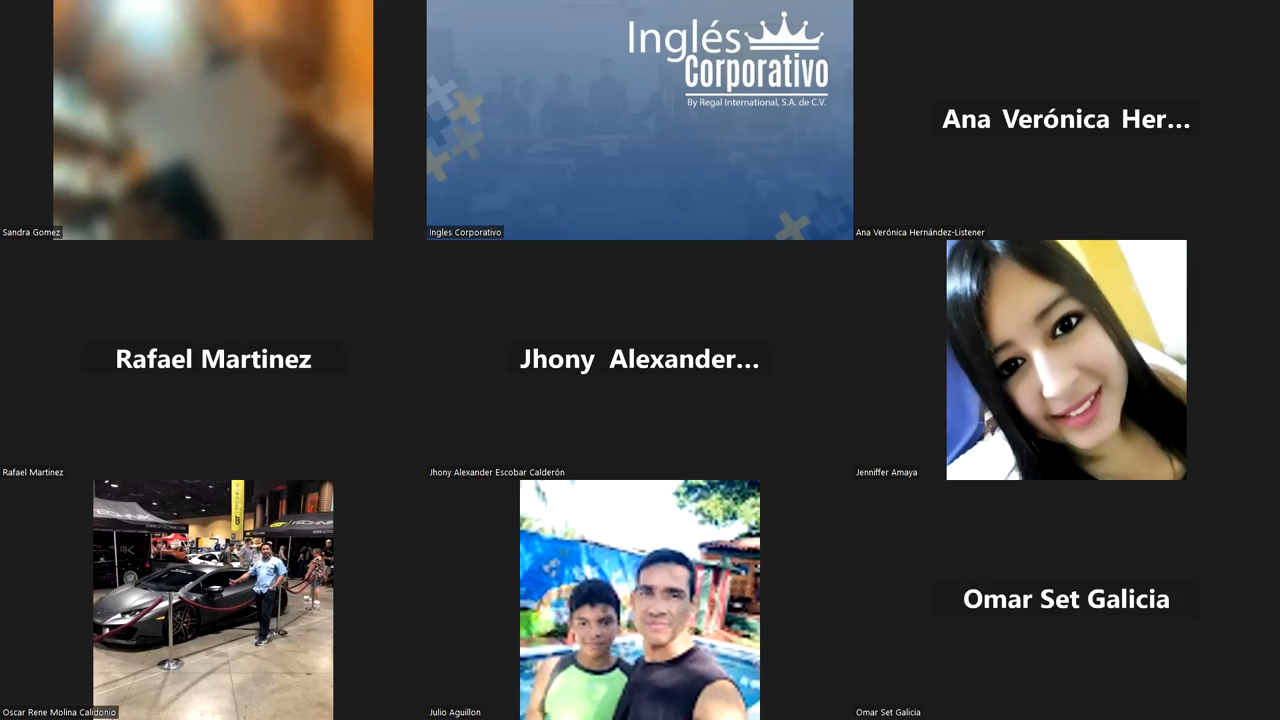 Inglés
Corporativo
By Regal International, S.A. de C.V.
Ana Verónica Her...
Sandra Gomez
Ingles Corporativo
Ana Verónica Hernández-Listener
Rafael Martinez
Jhony Alexander...
Rafael Martinez
Jhony Alexander Escobar Calderón
Jenniffer Amaya
Omar Set Galicia
Oscar Rene Molina Calidonio
Julio Aguillon
Omar Set Galicia